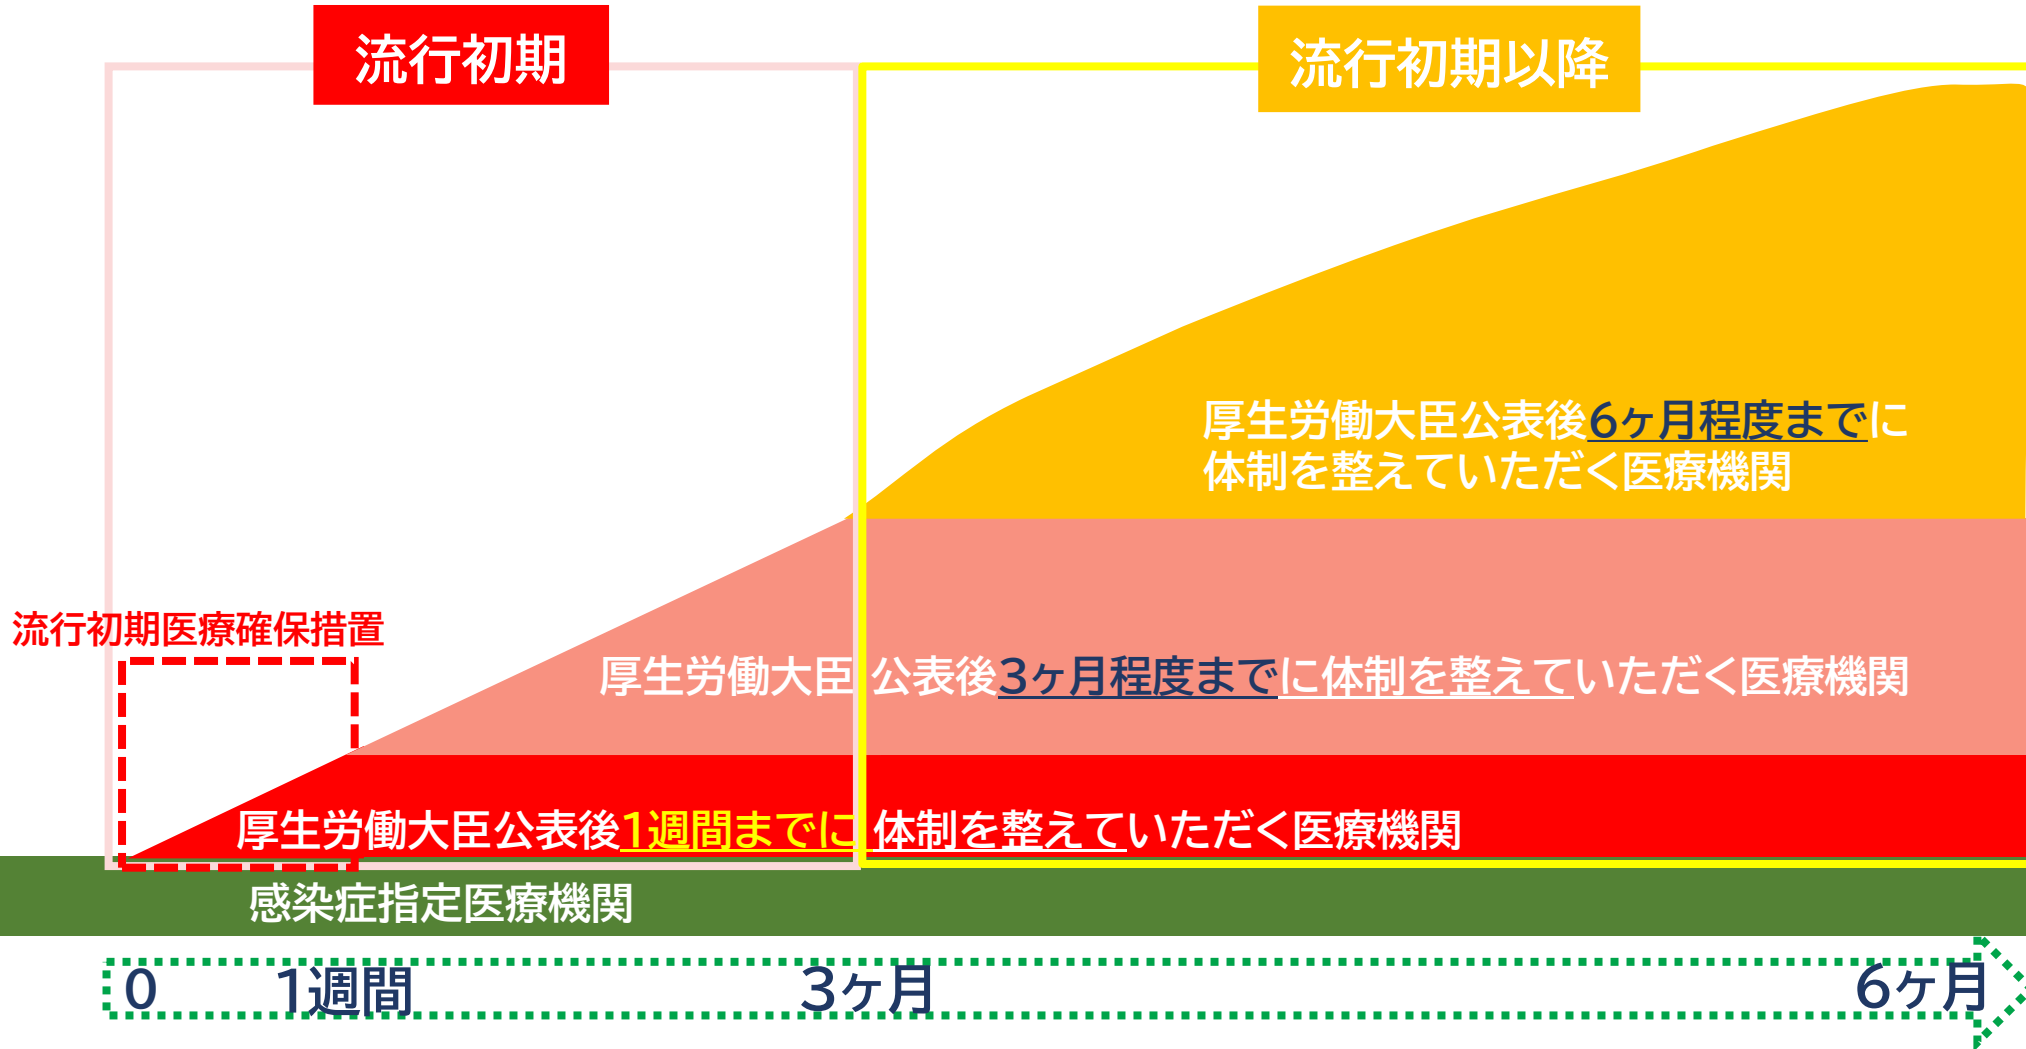 流行初期
流行初期以降
厚生労働大臣公表後6ヶ月程度までに
体制を整えていただく医療機関
流行初期医療確保措置
厚生労働大臣公表後3ヶ月程度までに体制を整えていただく医療機関
厚生労働大臣公表後1週間までに体制を整えていただく医療機関
感染症指定医療機関
0 1週間 3ヶ月 6ヶ月